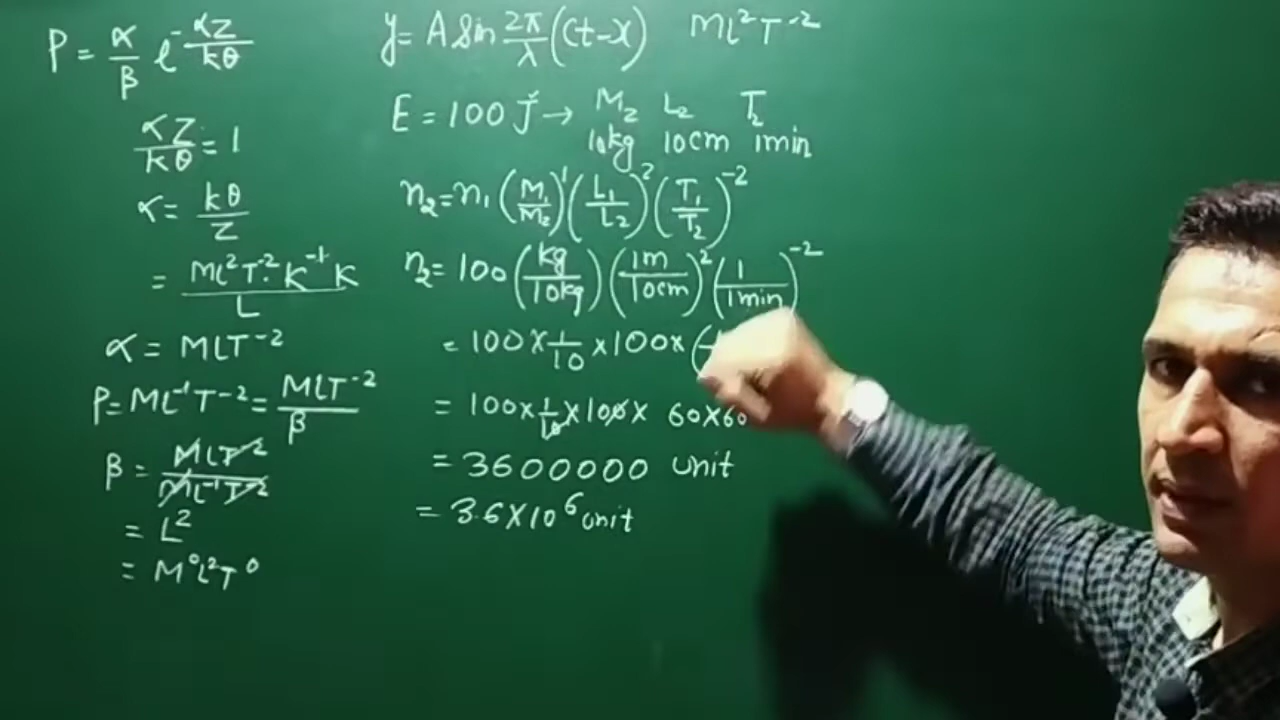 P = α/β e^-αZ/kθ
αZ/kθ = 1
α = kθ/Z
= ML²T⁻² K⁻¹ K/L
α = MLT⁻²
P = ML⁻¹T⁻² = MLT⁻²/β
β = MLT⁻²/ML⁻¹T⁻²
= L²
= M⁰L²T⁰
y = A sin 2π/λ (ct-x) ML²T⁻²
E = 100 J → M₂ L₂ T₂
10kg 10cm 1min
n₂ = n₁ (M₁/M₂)¹ (L₁/L₂)² (T₁/T₂)⁻²
n₂ = 100 (kg/10kg) (1m/10cm)² (1/1min)⁻²
= 100 × 1/10 × 100 × (
= 100 × 1/10 × 100 × 60×60
= 3600000 unit
= 3.6×10⁶ unit